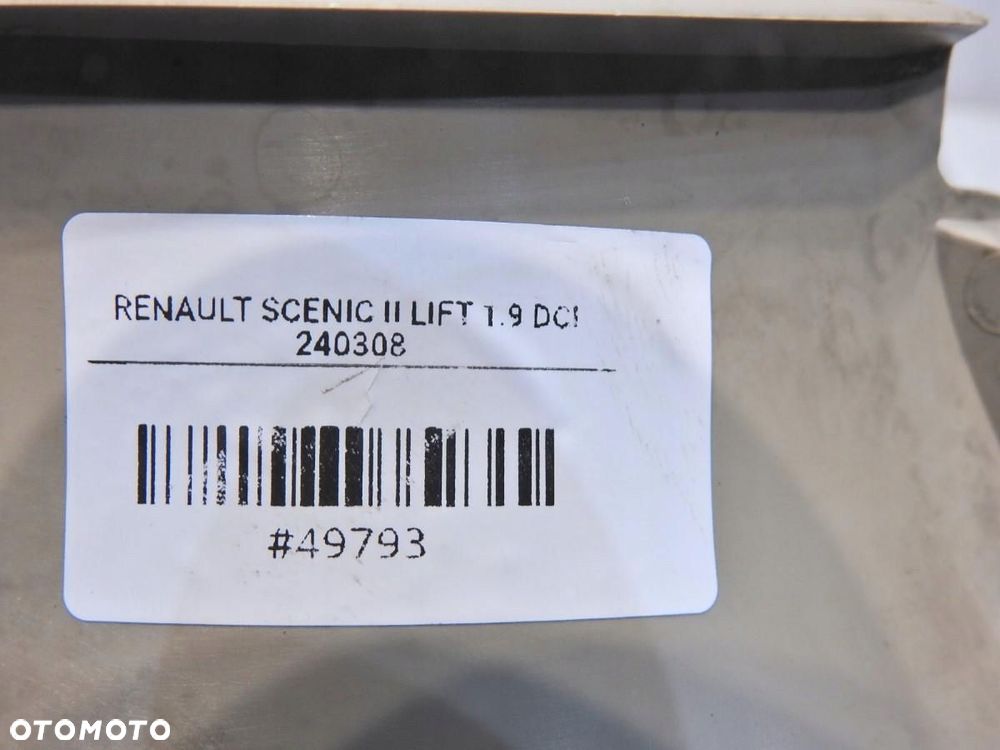 RENAULT SCENIC II LIFT 1.9 DCI
240308
#49793
OTOMOTO